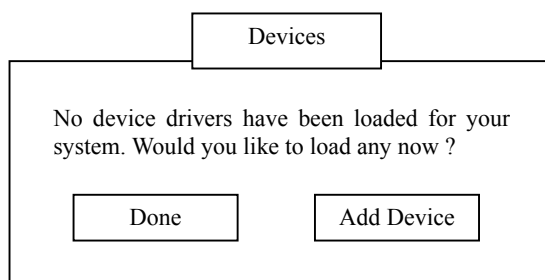 Devices
No device drivers have been loaded for your
system. Would you like to load any now ?
Done
Add Device